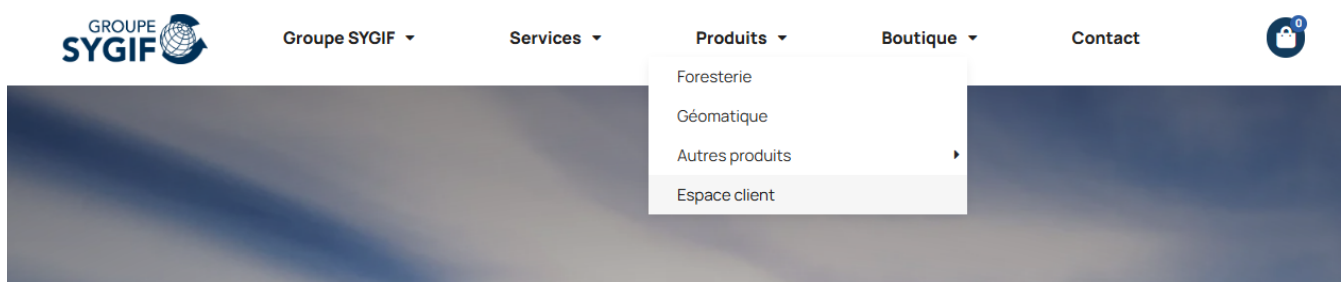 GROUPE
SYGIF
Groupe SYGIF
Services
Produits
Boutique
Contact
0
Foresterie
Géomatique
Autres produits
Espace client